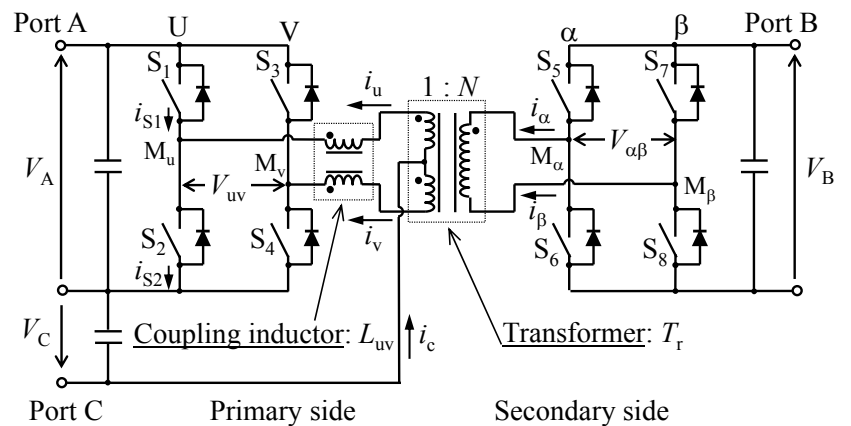 Port A
U
V
α
β
Port B
S1
S3
1 : N
iu
S5
S7
iS1
iα
Mu
Mv
Mα
Vαβ
VA
Vuv
Mβ
VB
S2
S4
iv
iβ
S6
S8
iS2
VC
Coupling inductor: Luv
ic
Transformer: Tr
Port C
Primary side
Secondary side